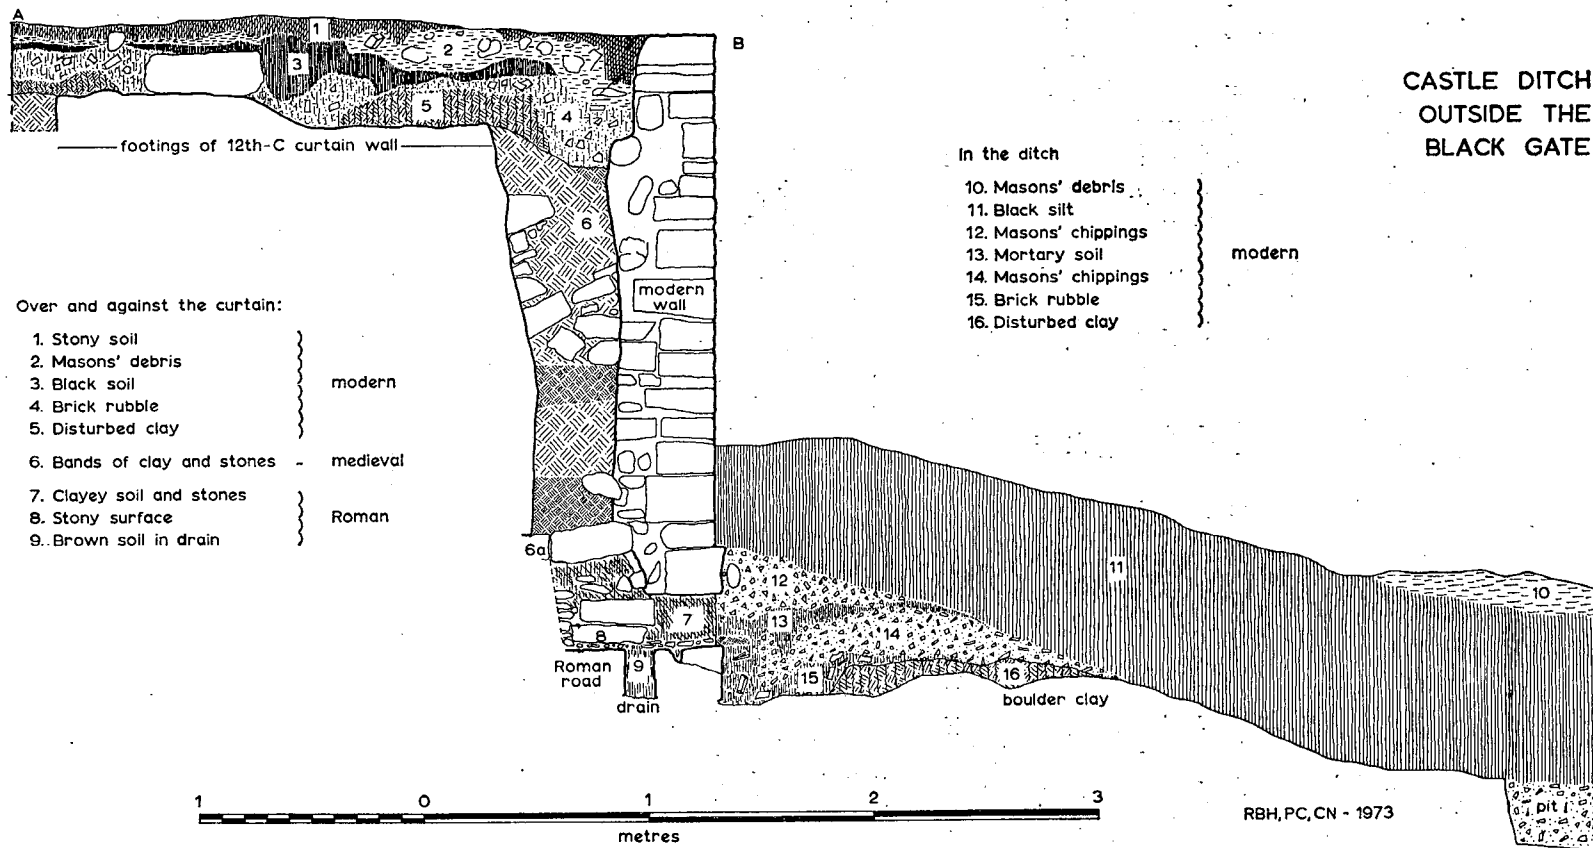 A
B
CASTLE DITCH
OUTSIDE THE
BLACK GATE
1
2
3
4
5
footings of 12th-C curtain wall
6
modern
wall
In the ditch
10. Masons' debris
11. Black silt
12. Masons' chippings
13. Mortary soil
14. Masons' chippings
15. Brick rubble
16. Disturbed clay
modern
Over and against the curtain:
1. Stony soil
2. Masons' debris
3. Black soil
4. Brick rubble
5. Disturbed clay
modern
6. Bands of clay and stones - medieval
7. Clayey soil and stones
8. Stony surface
9. Brown soil in drain
Roman
6a
7
8
9
Roman
road
drain
10
11
12
13
14
15
16
boulder clay
pit
1 0 1 2 3
metres
RBH, PC, CN - 1973